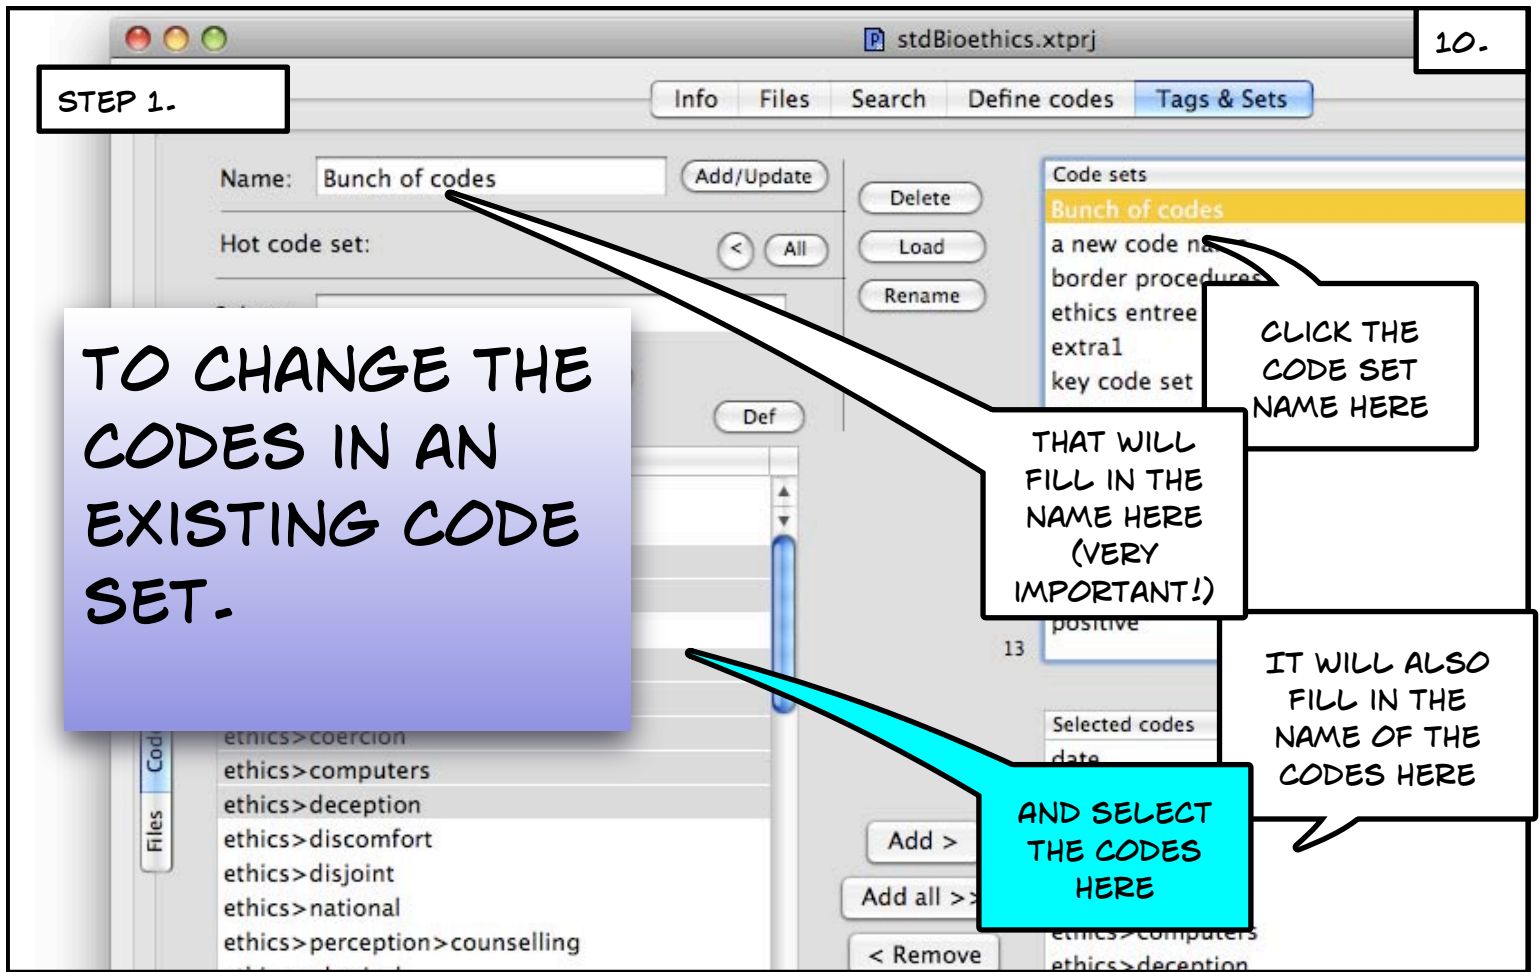 stdBioethics.xtprj
10.
STEP 1.
Info Files Search Define codes Tags & Sets
Name: Bunch of codes Add/Update
Hot code set: < All
Delete
Load
Rename
Code sets
Bunch of codes
a new code name
border procedures
ethics entree
extra1
key code set
positive
13
CLICK THE
CODE SET
NAME HERE
TO CHANGE THE
CODES IN AN
EXISTING CODE
SET.
Def
THAT WILL
FILL IN THE
NAME HERE
(VERY
IMPORTANT!)
IT WILL ALSO
FILL IN THE
NAME OF THE
CODES HERE
Selected codes
date
AND SELECT
THE CODES
HERE
Files
ethics>coercion
ethics>computers
ethics>deception
ethics>discomfort
ethics>disjoint
ethics>national
ethics>perception>counselling
Add >
Add all >>
< Remove
ethics>computers
ethics>deception